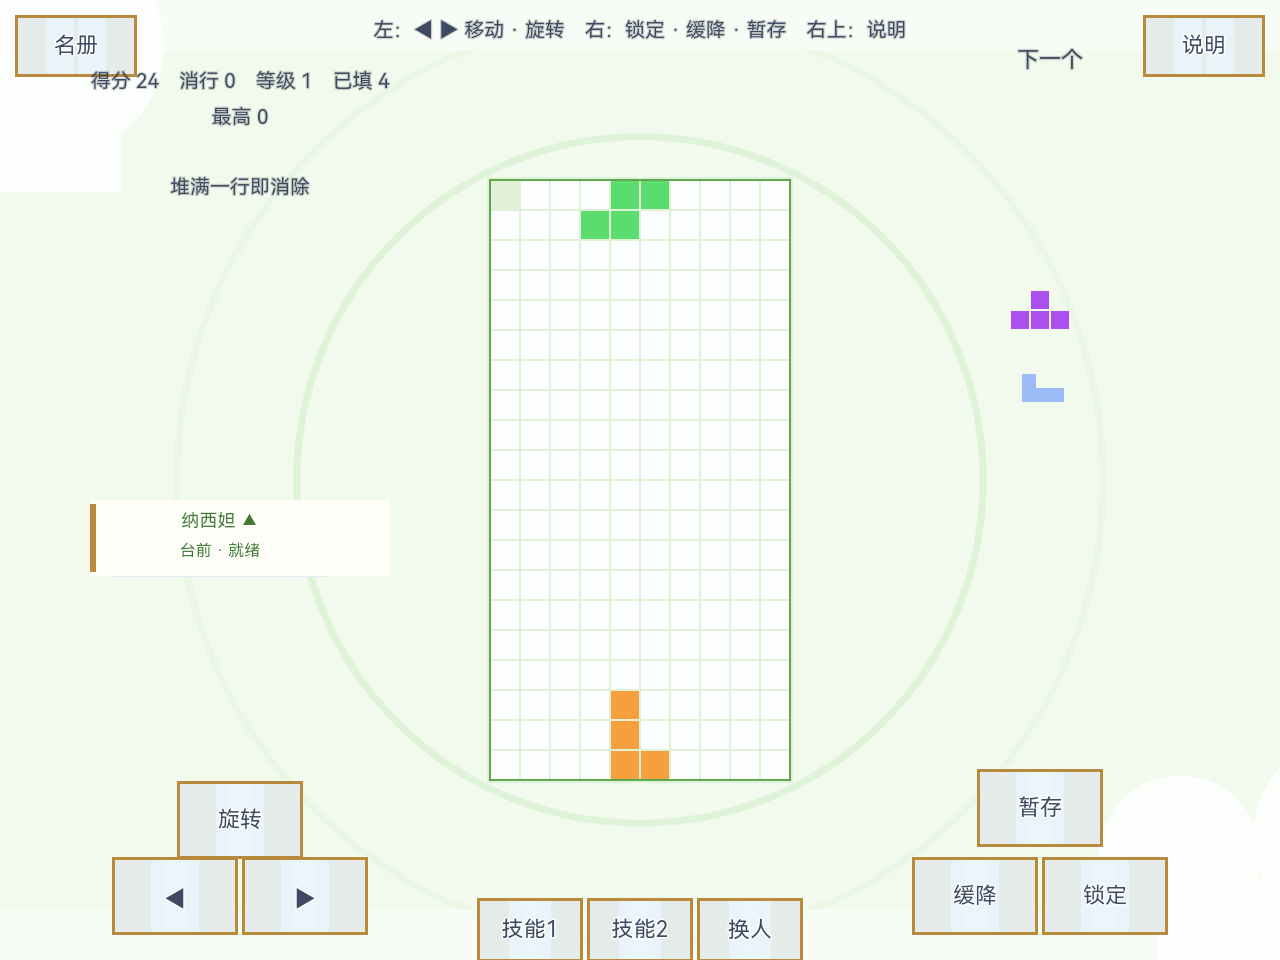 左：◀ ▶ 移动 · 旋转　右：锁定 · 缓降 · 暂存　右上：说明
名册
说明
下一个
得分 24　消行 0　等级 1　已填 4
最高 0
堆满一行即消除
纳西妲 ▲
台前 · 就绪
旋转
◀ ▶
暂存
缓降 锁定
技能1 技能2 换人